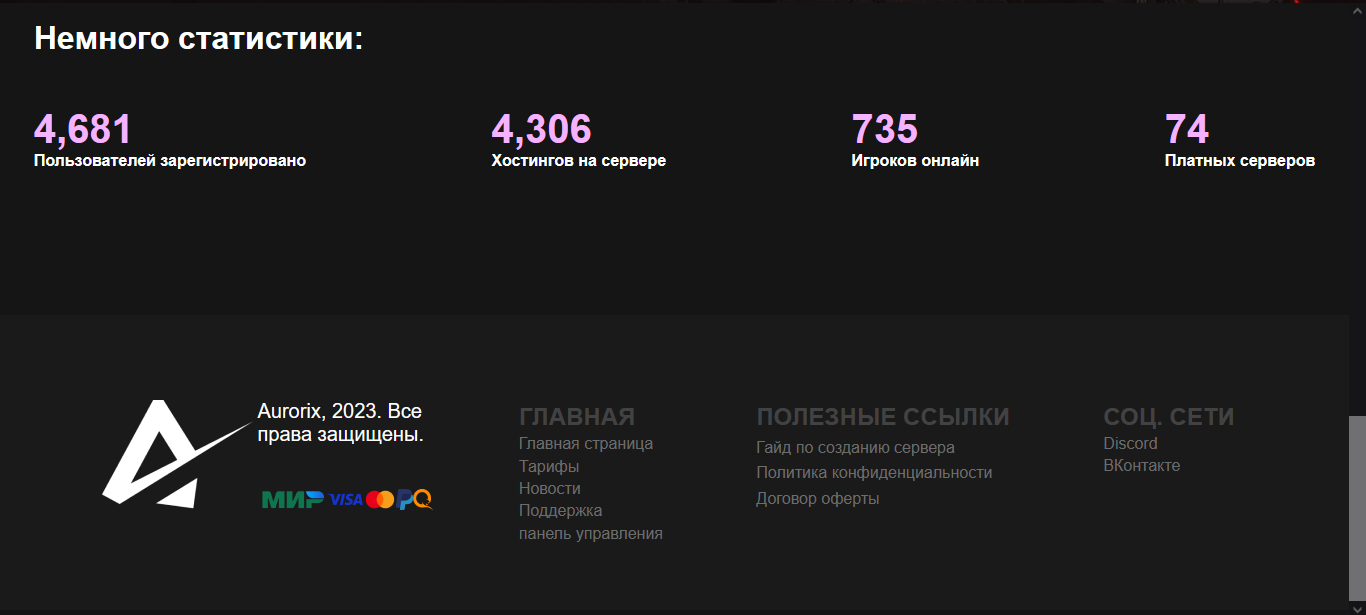 Немного статистики:
4,681
Пользователей зарегистрировано
4,306
Хостингов на сервере
735
Игроков онлайн
74
Платных серверов
Aurorix, 2023. Все
права защищены.
МИР VISA
ГЛАВНАЯ
Главная страница
Тарифы
Новости
Поддержка
панель управления
ПОЛЕЗНЫЕ ССЫЛКИ
Гайд по созданию сервера
Политика конфиденциальности
Договор оферты
СОЦ. СЕТИ
Discord
ВКонтакте